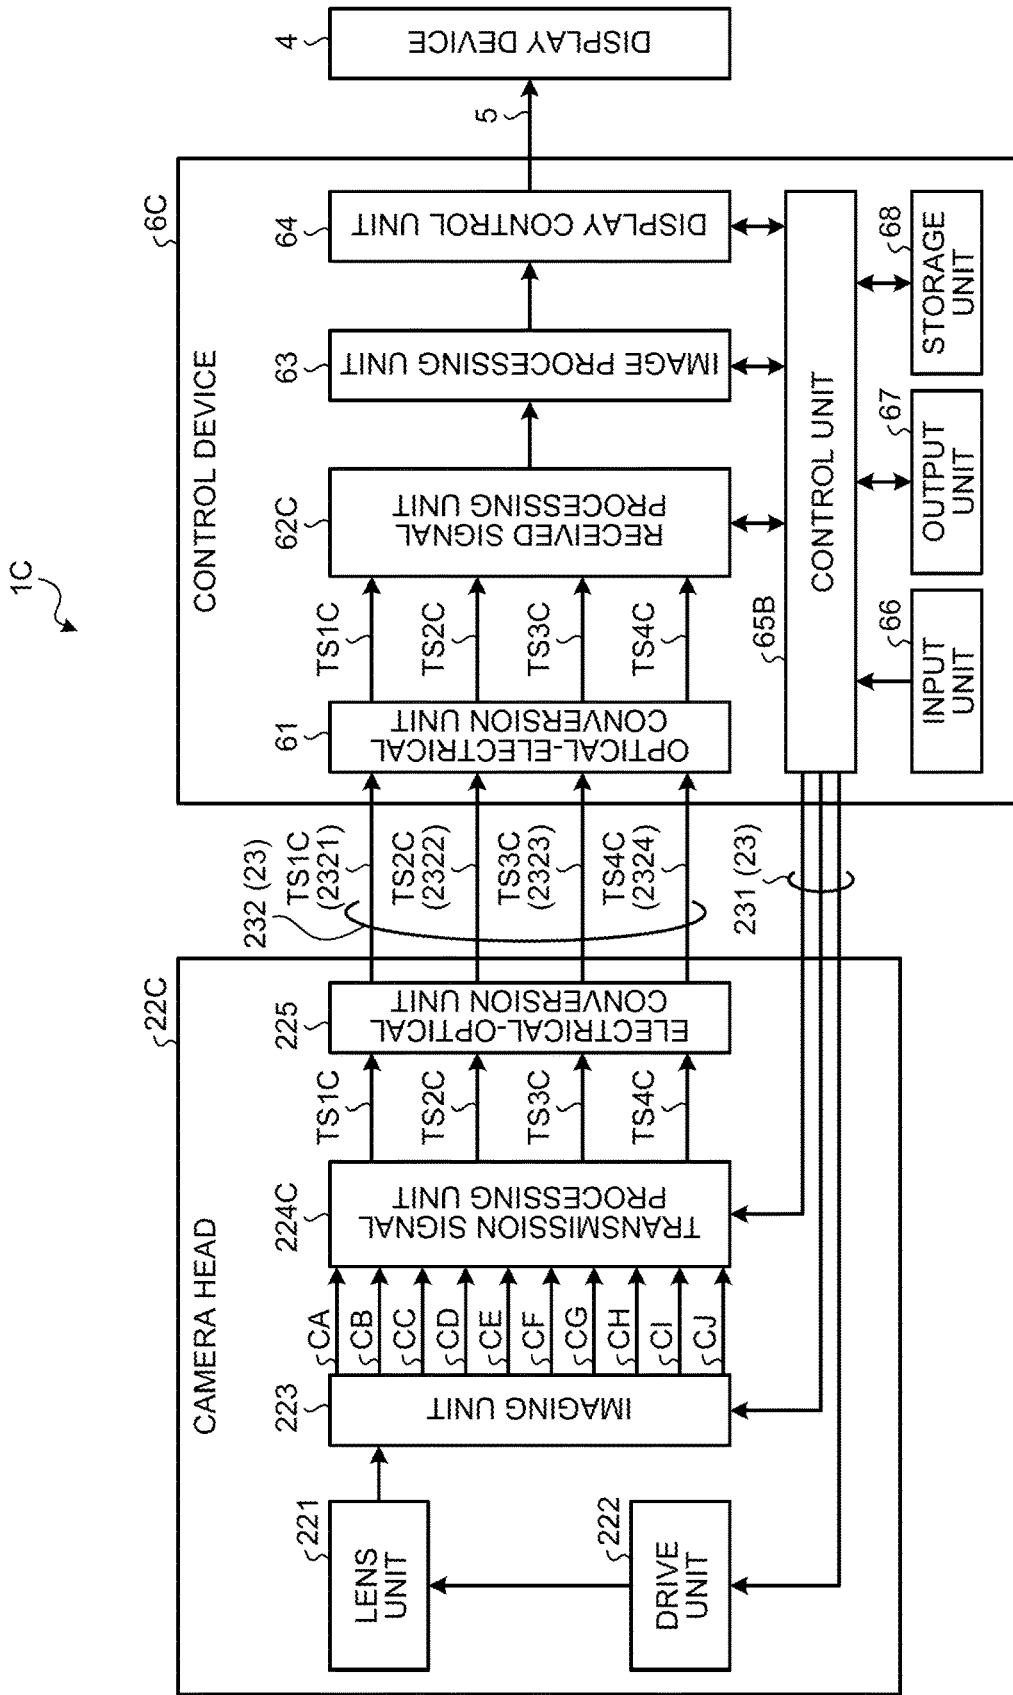 1C
22C
CAMERA HEAD
221
LENS
UNIT
222
DRIVE
UNIT
223
IMAGING UNIT
CA
CB
CC
CD
CE
CF
CG
CH
CI
CJ
224C
TRANSMISSION SIGNAL
PROCESSING UNIT
TS1C
TS2C
TS3C
TS4C
225
ELECTRICAL-OPTICAL
CONVERSION UNIT
232 (23)
TS1C
(2321)
TS2C
(2322)
TS3C
(2323)
TS4C
(2324)
231 (23)
6C
CONTROL DEVICE
61
OPTICAL-ELECTRICAL
CONVERSION UNIT
TS1C
TS2C
TS3C
TS4C
62C
RECEIVED SIGNAL
PROCESSING UNIT
63
IMAGE PROCESSING UNIT
64
DISPLAY CONTROL UNIT
65B
CONTROL UNIT
66
INPUT
UNIT
67
OUTPUT
UNIT
68
STORAGE
UNIT
5
4
DISPLAY DEVICE